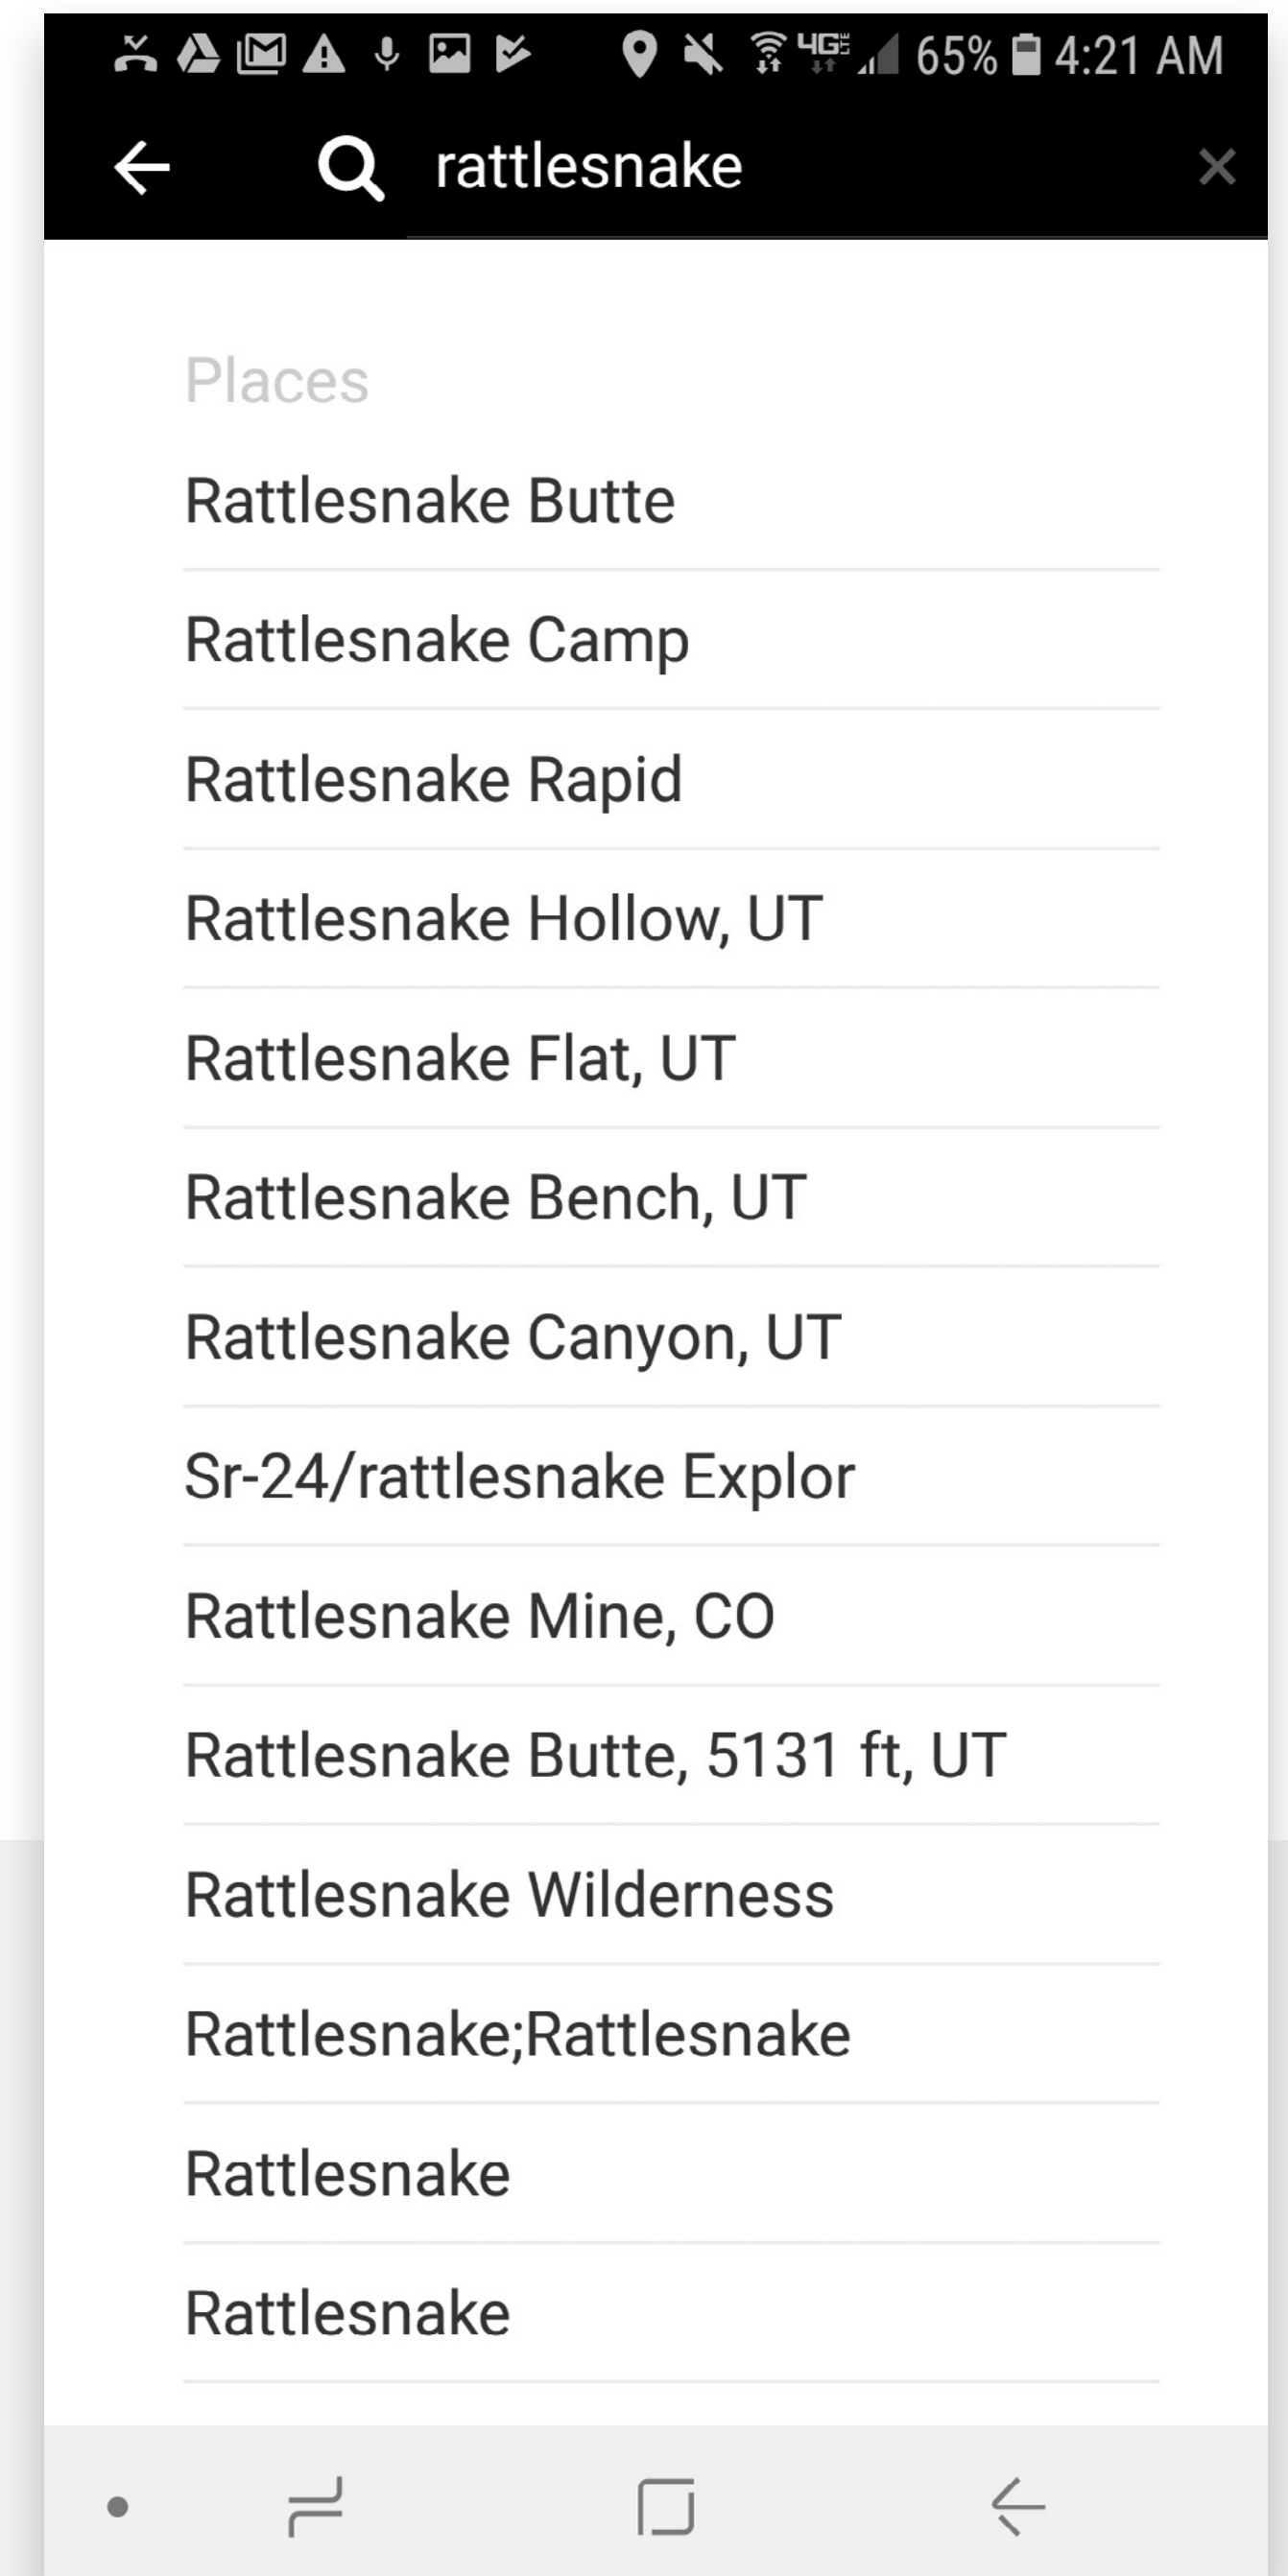 4G LTE 65% 4:21 AM
rattlesnake
Places
Rattlesnake Butte
Rattlesnake Camp
Rattlesnake Rapid
Rattlesnake Hollow, UT
Rattlesnake Flat, UT
Rattlesnake Bench, UT
Rattlesnake Canyon, UT
Sr-24/rattlesnake Explor
Rattlesnake Mine, CO
Rattlesnake Butte, 5131 ft, UT
Rattlesnake Wilderness
Rattlesnake;Rattlesnake
Rattlesnake
Rattlesnake